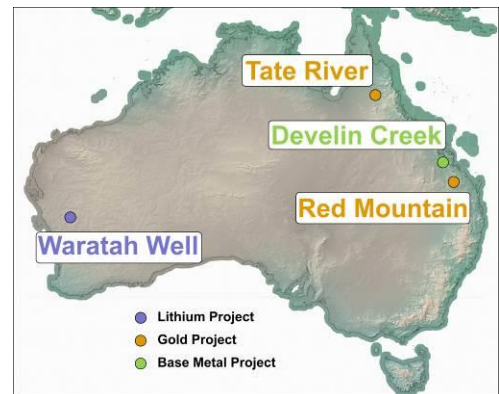 Tate River
Develin Creek
Red Mountain
Waratah Well
Lithium Project
Gold Project
Base Metal Project